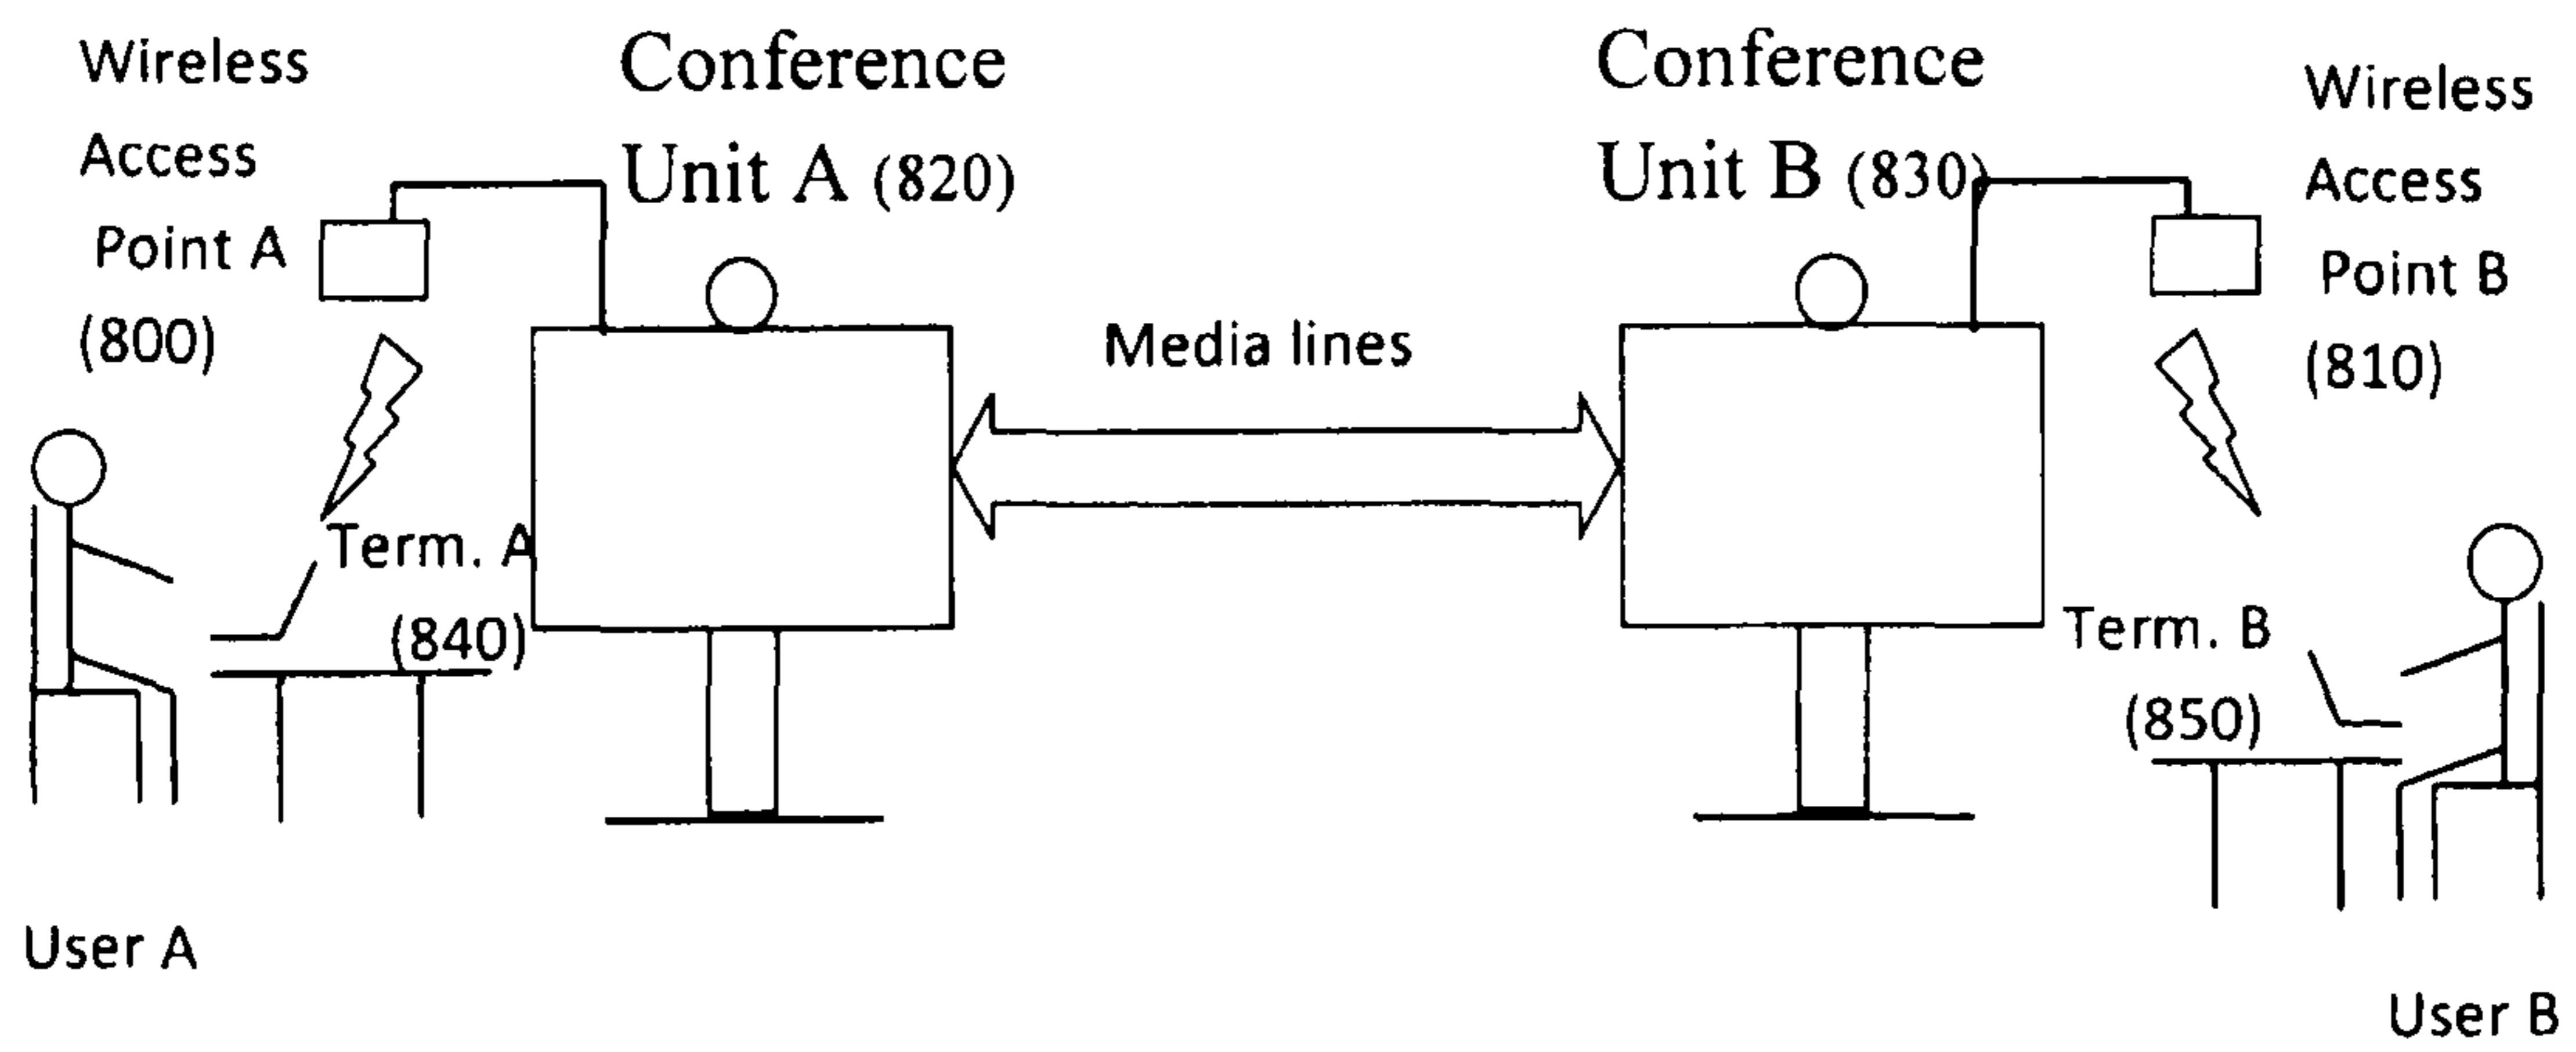 Wireless
Access
Point A
(800)
Conference
Unit A (820)
Conference
Unit B (830)
Wireless
Access
Point B
(810)
Media lines
Term. A
(840)
Term. B
(850)
User A
User B